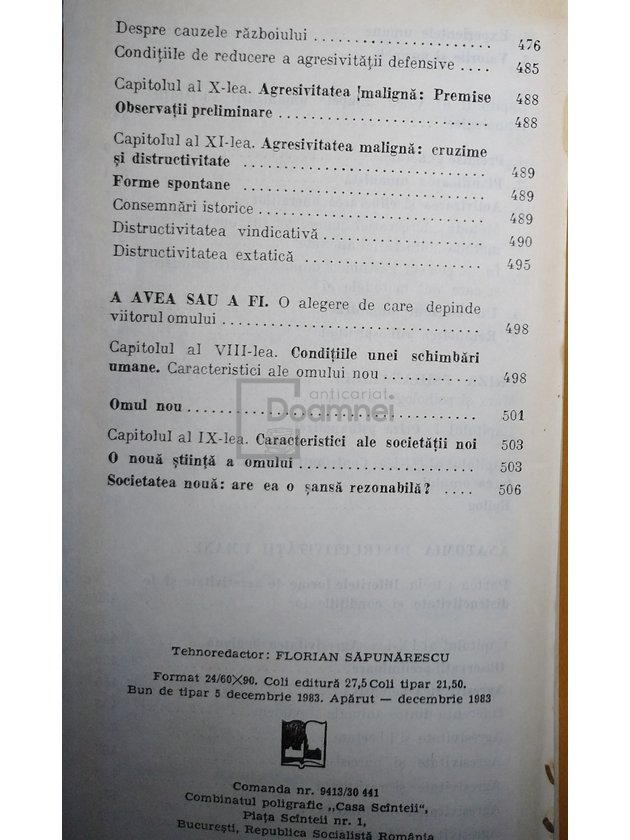 Despre cauzele războiului . . . . . . . . . . . . . . . . . . 476
Condițiile de reducere a agresivității defensive . . . . 485
Capitolul al X-lea. Agresivitatea malignă: Premise 488
Observații preliminare . . . . . . . . . . . . . . . . . . . . . . 488
Capitolul al XI-lea. Agresivitatea malignă: cruzime
și distructivitate . . . . . . . . . . . . . . . . . . . . . . . . . 489
Forme spontane . . . . . . . . . . . . . . . . . . . . . . . . . 489
Consemnări istorice . . . . . . . . . . . . . . . . . . . . . . . 489
Distructivitatea vindicativă . . . . . . . . . . . . . . . . . 490
Distructivitatea extatică . . . . . . . . . . . . . . . . . . . 495
A AVEA SAU A FI. O alegere de care depinde
viitorul omului . . . . . . . . . . . . . . . . . . . . . . . . . . . 498
Capitolul al VIII-lea. Condițiile unei schimbări
umane. Caracteristici ale omului nou . . . . . . . . . . . 498
anticariat
Doamnei
Omul nou . . . . . . . . . . . . . . . . . . . . . . . . . . . . . . 501
Capitolul al IX-lea. Caracteristici ale societății noi 503
O nouă știință a omului . . . . . . . . . . . . . . . . . . . . 503
Societatea nouă: are ea o șansă rezonabilă? . . . . 506
Tehnoredactor: FLORIAN SĂPUNĂRESCU
Format 24/60×90. Coli editură 27,5 Coli tipar 21,50.
Bun de tipar 5 decembrie 1983. Apărut — decembrie 1983
Comanda nr. 9413/30 441
Combinatul poligrafic „Casa Scînteii",
Piața Scînteii nr. 1,
București, Republica Socialistă România